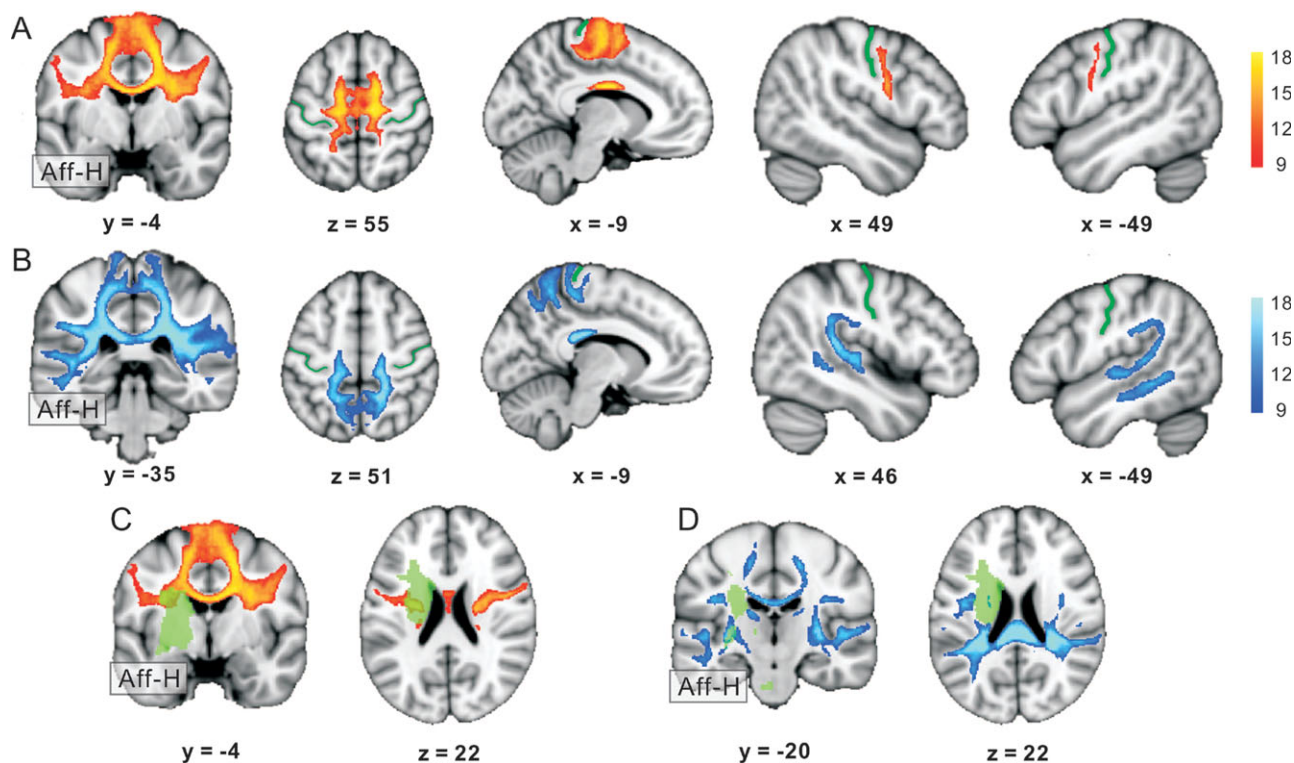 A
Aff-H
y = -4
z = 55
x = -9
x = 49
x = -49
18
15
12
9
B
Aff-H
y = -35
z = 51
x = -9
x = 46
x = -49
18
15
12
9
C
Aff-H
y = -4
z = 22
D
Aff-H
y = -20
z = 22